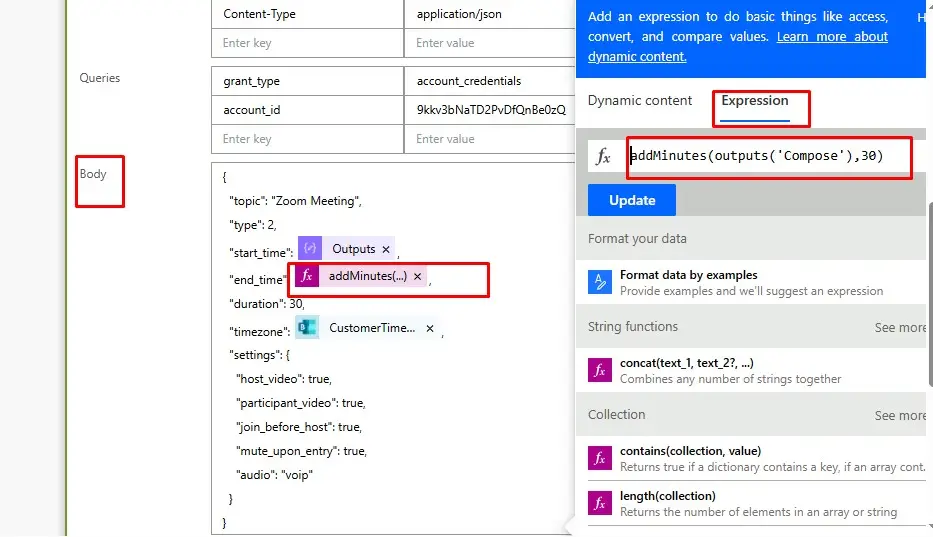 Content-Type application/json
Enter key Enter value
Queries
grant_type account_credentials
account_id 9kkv3bNaTD2PvDfQnBe0zQ
Enter key Enter value
Body
{
"topic": "Zoom Meeting",
"type": 2,
"start_time": Outputs × ,
"end_time" fx addMinutes(...) × ,
"duration": 30,
"timezone": CustomerTime... × ,
"settings": {
"host_video": true,
"participant_video": true,
"join_before_host": true,
"mute_upon_entry": true,
"audio": "voip"
}
}
Add an expression to do basic things like access, H
convert, and compare values. Learn more about
dynamic content.
Dynamic content Expression
fx addMinutes(outputs('Compose'),30)
Update
Format your data
Format data by examples
Provide examples and we'll suggest an expression
String functions See more
fx concat(text_1, text_2?, ...)
Combines any number of strings together
Collection See more
fx contains(collection, value)
Returns true if a dictionary contains a key, if an array cont.
fx length(collection)
Returns the number of elements in an array or string